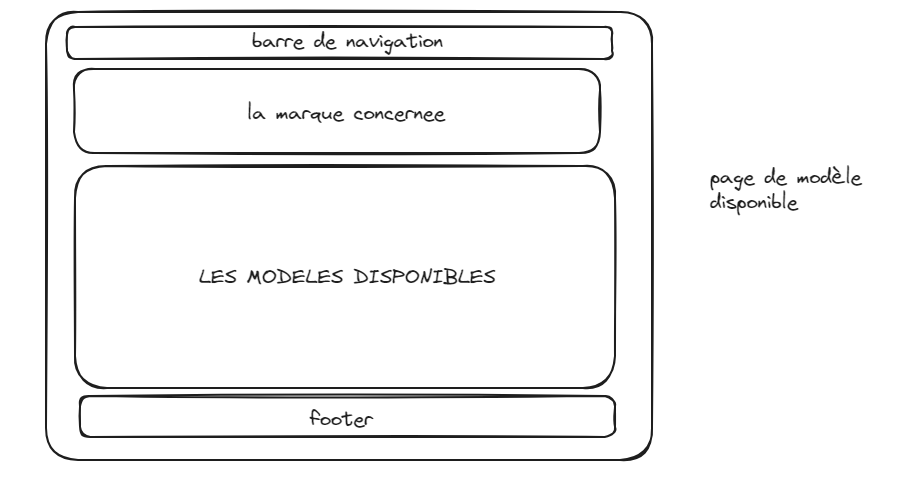 barre de navigation
la marque concernee
page de modèle
disponible
LES MODELES DISPONIBLES
footer